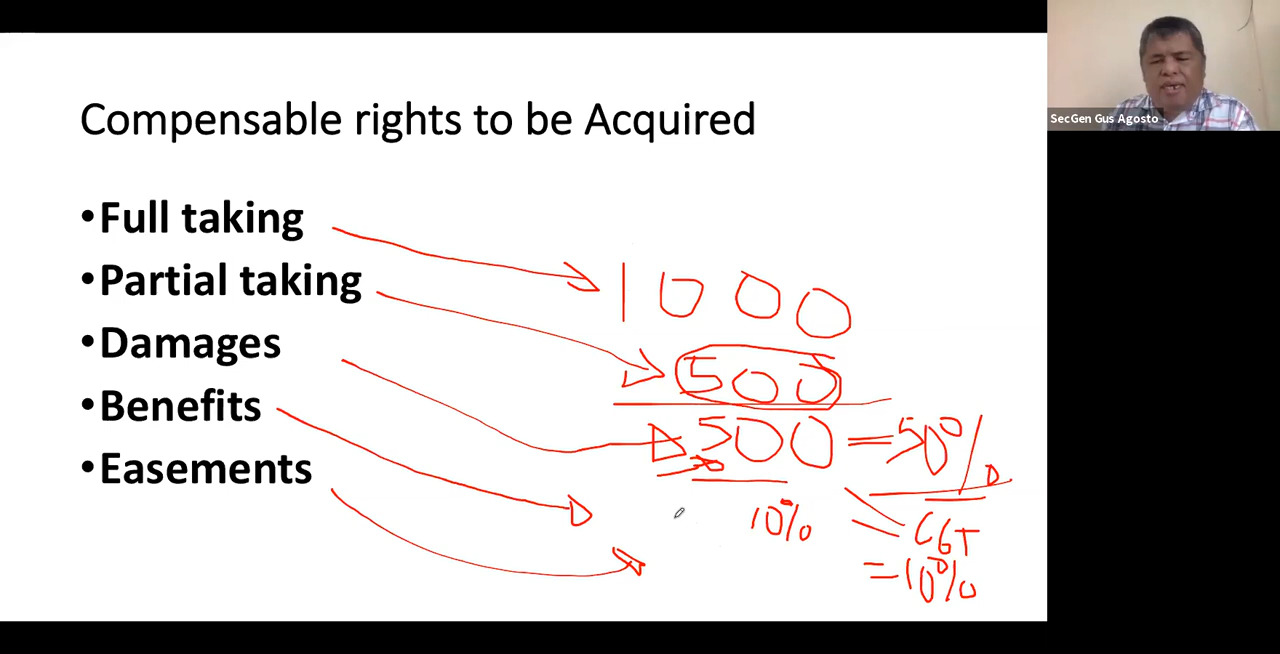 Compensable rights to be Acquired
SecGen Gus Agosto
•Full taking
•Partial taking
•Damages
•Benefits
•Easements
1000
500
500 = 50%
10%
= CGT
= 10%